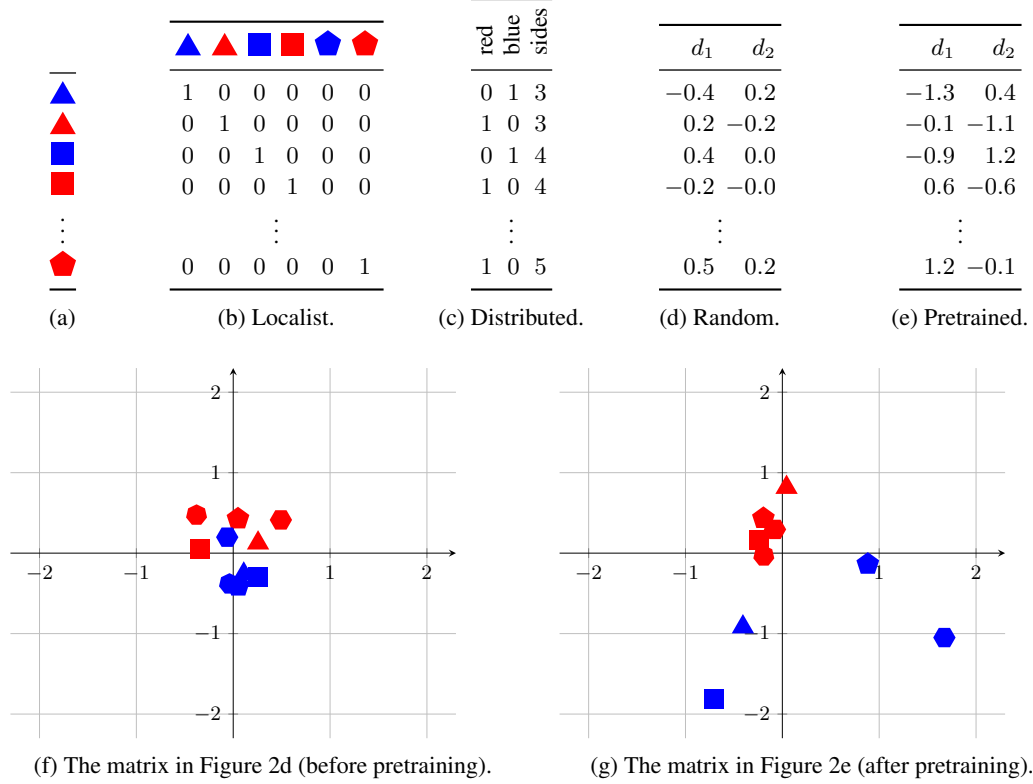 red blue sides
d₁ d₂
d₁ d₂
1 0 0 0 0 0
0 1 3
−0.4 0.2
−1.3 0.4
0 1 0 0 0 0
1 0 3
0.2 −0.2
−0.1 −1.1
0 0 1 0 0 0
0 1 4
0.4 0.0
−0.9 1.2
0 0 0 1 0 0
1 0 4
−0.2 −0.0
0.6 −0.6
⋮
⋮
⋮
⋮
0 0 0 0 0 1
1 0 5
0.5 0.2
1.2 −0.1
(a)
(b) Localist.
(c) Distributed.
(d) Random.
(e) Pretrained.
2
1
−2 −1 1 2
−1
−2
2
1
−2 −1 1 2
−1
−2
(f) The matrix in Figure 2d (before pretraining).
(g) The matrix in Figure 2e (after pretraining)